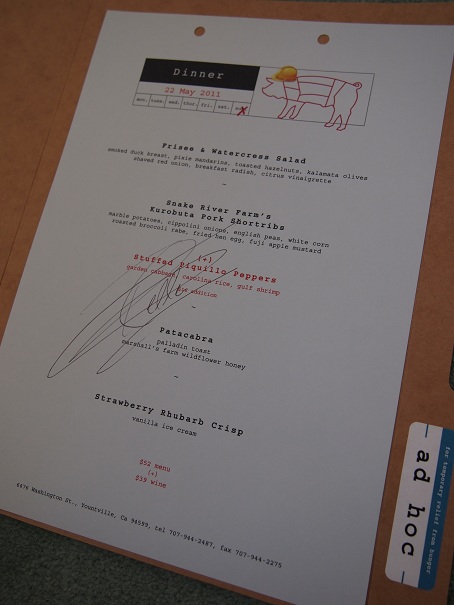 Dinner
22 May 2011
mon. tues. wed. thur. fri. sat.
Frisee & Watercress Salad
smoked duck breast, pixie mandarins, toasted hazelnuts, kalamata olives
shaved red onion, breakfast radish, citrus vinaigrette
~
Snake River Farm's
Kurobuta Pork Shortribs
marble potatoes, cippolini onions, english peas, white corn
roasted broccoli rabe, fried hen egg, fuji apple mustard
(+)
Stuffed Piquillo Peppers
garden cabbage, carolina rice, gulf shrimp
addition
~
Patacabra
palladin toast
marshall's farm wildflower honey
~
Strawberry Rhubarb Crisp
vanilla ice cream
$52 menu
(+)
$39 wine
6476 Washington St., Yountville, Ca 94599, tel 707-944-2487, fax 707-944-2275
for temporary relief from hunger
ad hoc